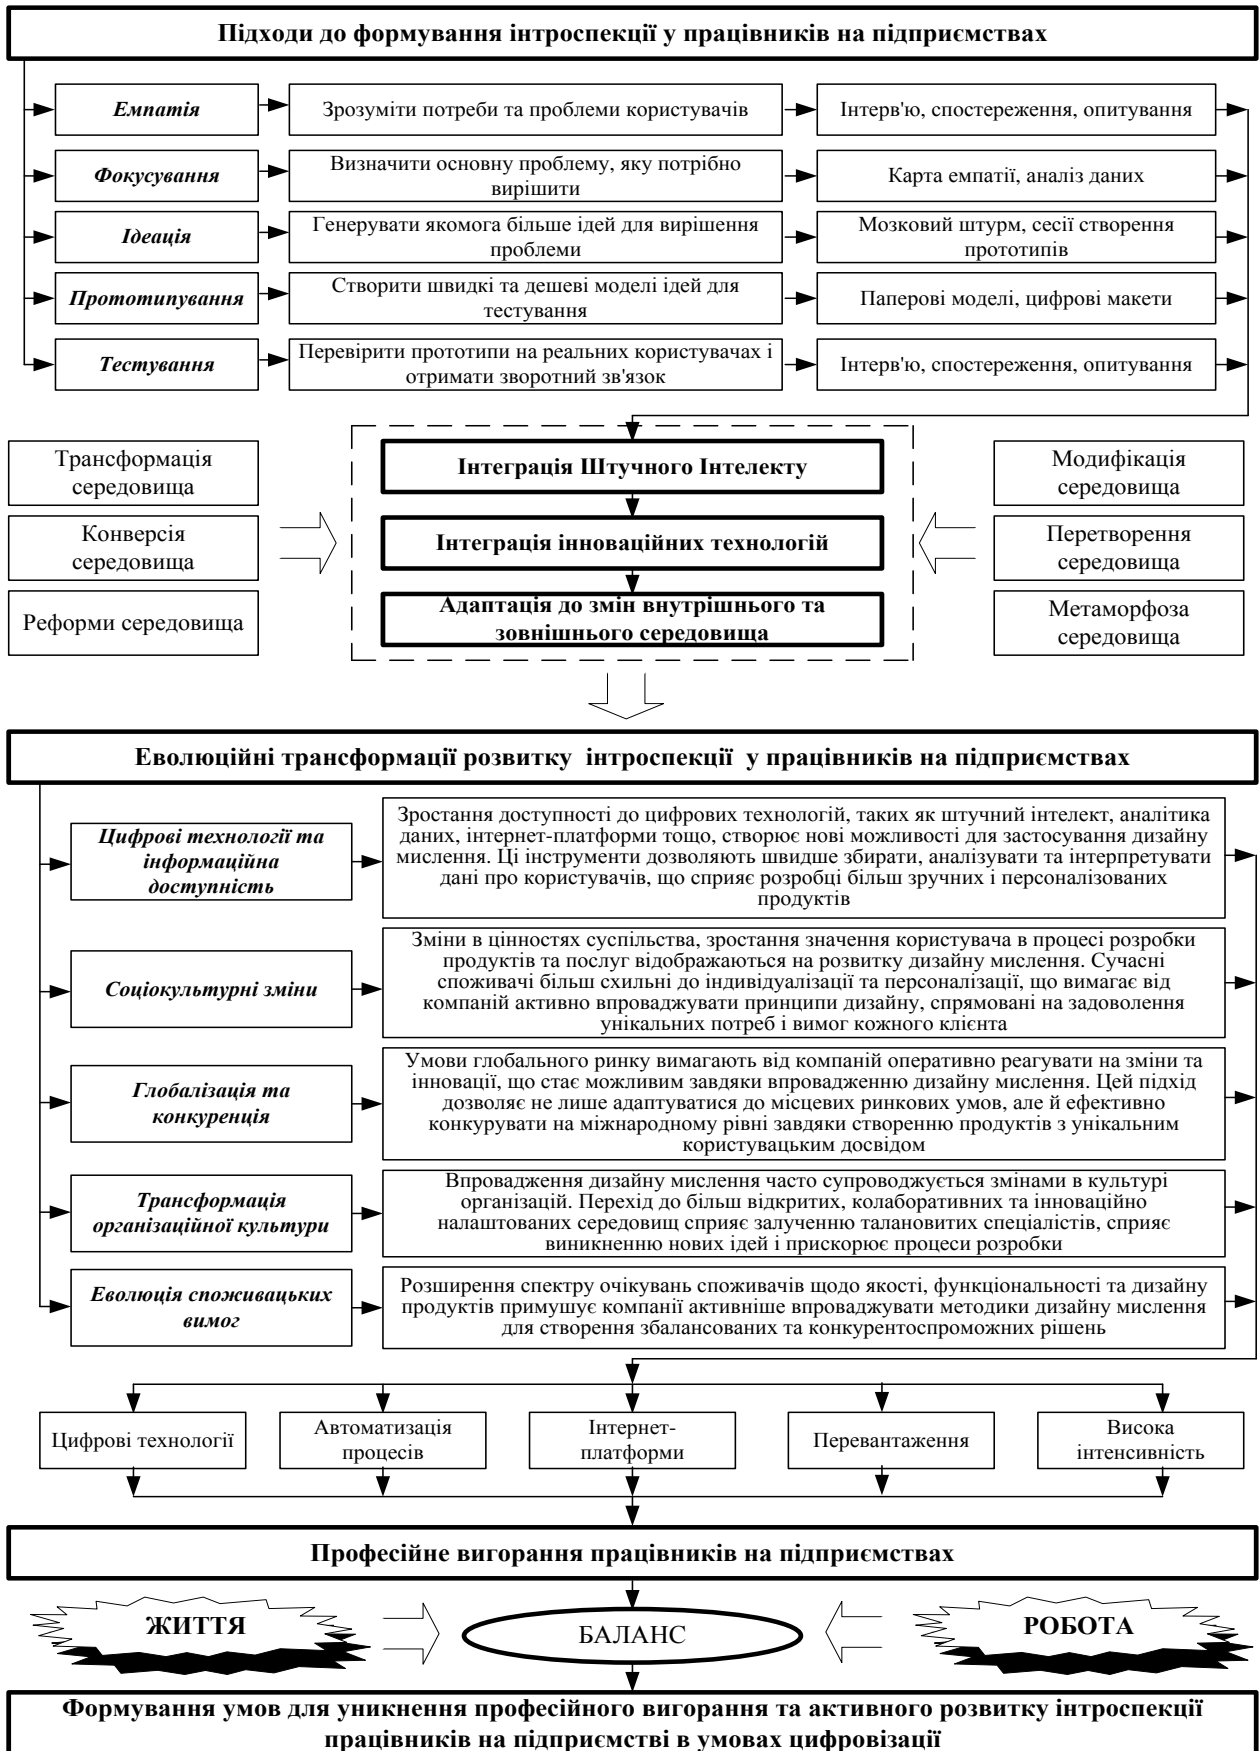 Підходи до формування інтроспекції у працівників на підприємствах
Емпатія
Зрозуміти потреби та проблеми користувачів
Інтерв'ю, спостереження, опитування
Фокусування
Визначити основну проблему, яку потрібно
вирішити
Карта емпатії, аналіз даних
Ідеація
Генерувати якомога більше ідей для вирішення
проблеми
Мозковий штурм, сесії створення
прототипів
Прототипування
Створити швидкі та дешеві моделі ідей для
тестування
Паперові моделі, цифрові макети
Тестування
Перевірити прототипи на реальних користувачах і
отримати зворотний зв'язок
Інтерв'ю, спостереження, опитування
Трансформація
середовища
Конверсія
середовища
Реформи середовища
Інтеграція Штучного Інтелекту
Інтеграція інноваційних технологій
Адаптація до змін внутрішнього та
зовнішнього середовища
Модифікація
середовища
Перетворення
середовища
Метаморфоза
середовища
Еволюційні трансформації розвитку інтроспекції у працівників на підприємствах
Цифрові технології та
інформаційна
доступність
Зростання доступності до цифрових технологій, таких як штучний інтелект, аналітика
даних, інтернет-платформи тощо, створює нові можливості для застосування дизайну
мислення. Ці інструменти дозволяють швидше збирати, аналізувати та інтерпретувати
дані про користувачів, що сприяє розробці більш зручних і персоналізованих
продуктів
Соціокультурні зміни
Зміни в цінностях суспільства, зростання значення користувача в процесі розробки
продуктів та послуг відображаються на розвитку дизайну мислення. Сучасні
споживачі більш схильні до індивідуалізації та персоналізації, що вимагає від
компаній активно впроваджувати принципи дизайну, спрямовані на задоволення
унікальних потреб і вимог кожного клієнта
Глобалізація та
конкуренція
Умови глобального ринку вимагають від компаній оперативно реагувати на зміни та
інновації, що стає можливим завдяки впровадженню дизайну мислення. Цей підхід
дозволяє не лише адаптуватися до місцевих ринкових умов, але й ефективно
конкурувати на міжнародному рівні завдяки створенню продуктів з унікальним
користувацьким досвідом
Трансформація
організаційної культури
Впровадження дизайну мислення часто супроводжується змінами в культурі
організацій. Перехід до більш відкритих, колаборативних та інноваційно
налаштованих середовищ сприяє залученню талановитих спеціалістів, сприяє
виникненню нових ідей і прискорює процеси розробки
Еволюція споживацьких
вимог
Розширення спектру очікувань споживачів щодо якості, функціональності та дизайну
продуктів примушує компанії активніше впроваджувати методики дизайну мислення
для створення збалансованих та конкурентоспроможних рішень
Цифрові технології
Автоматизація
процесів
Інтернет-
платформи
Перевантаження
Висока
інтенсивність
Професійне вигорання працівників на підприємствах
ЖИТТЯ
БАЛАНС
РОБОТА
Формування умов для уникнення професійного вигорання та активного розвитку інтроспекції
працівників на підприємстві в умовах цифровізації